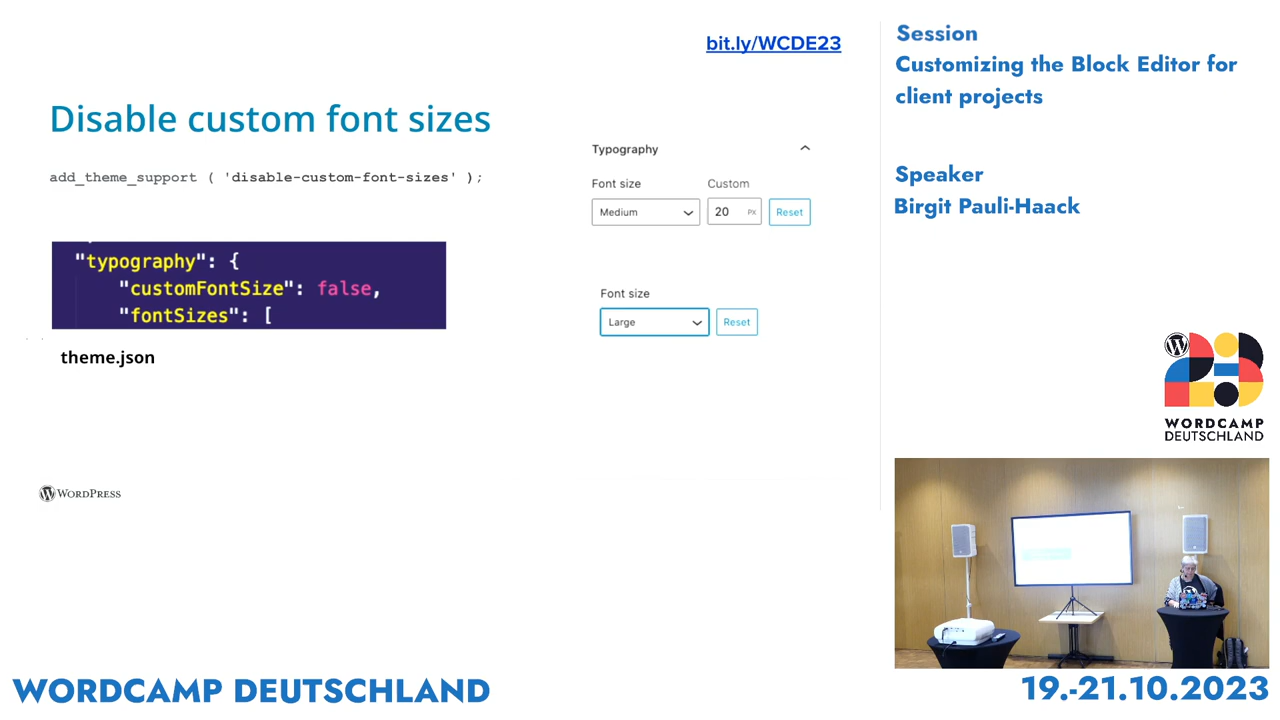 bit.ly/WCDE23
Disable custom font sizes
add_theme_support ( 'disable-custom-font-sizes' );
"typography": {
"customFontSize": false,
"fontSizes": [
theme.json
Typography
Font size
Custom
Medium
20
PX
Reset
Font size
Large
Reset
WORDPRESS
Session
Customizing the Block Editor for
client projects
Speaker
Birgit Pauli-Haack
WORDCAMP
DEUTSCHLAND
WORDCAMP DEUTSCHLAND
19.-21.10.2023